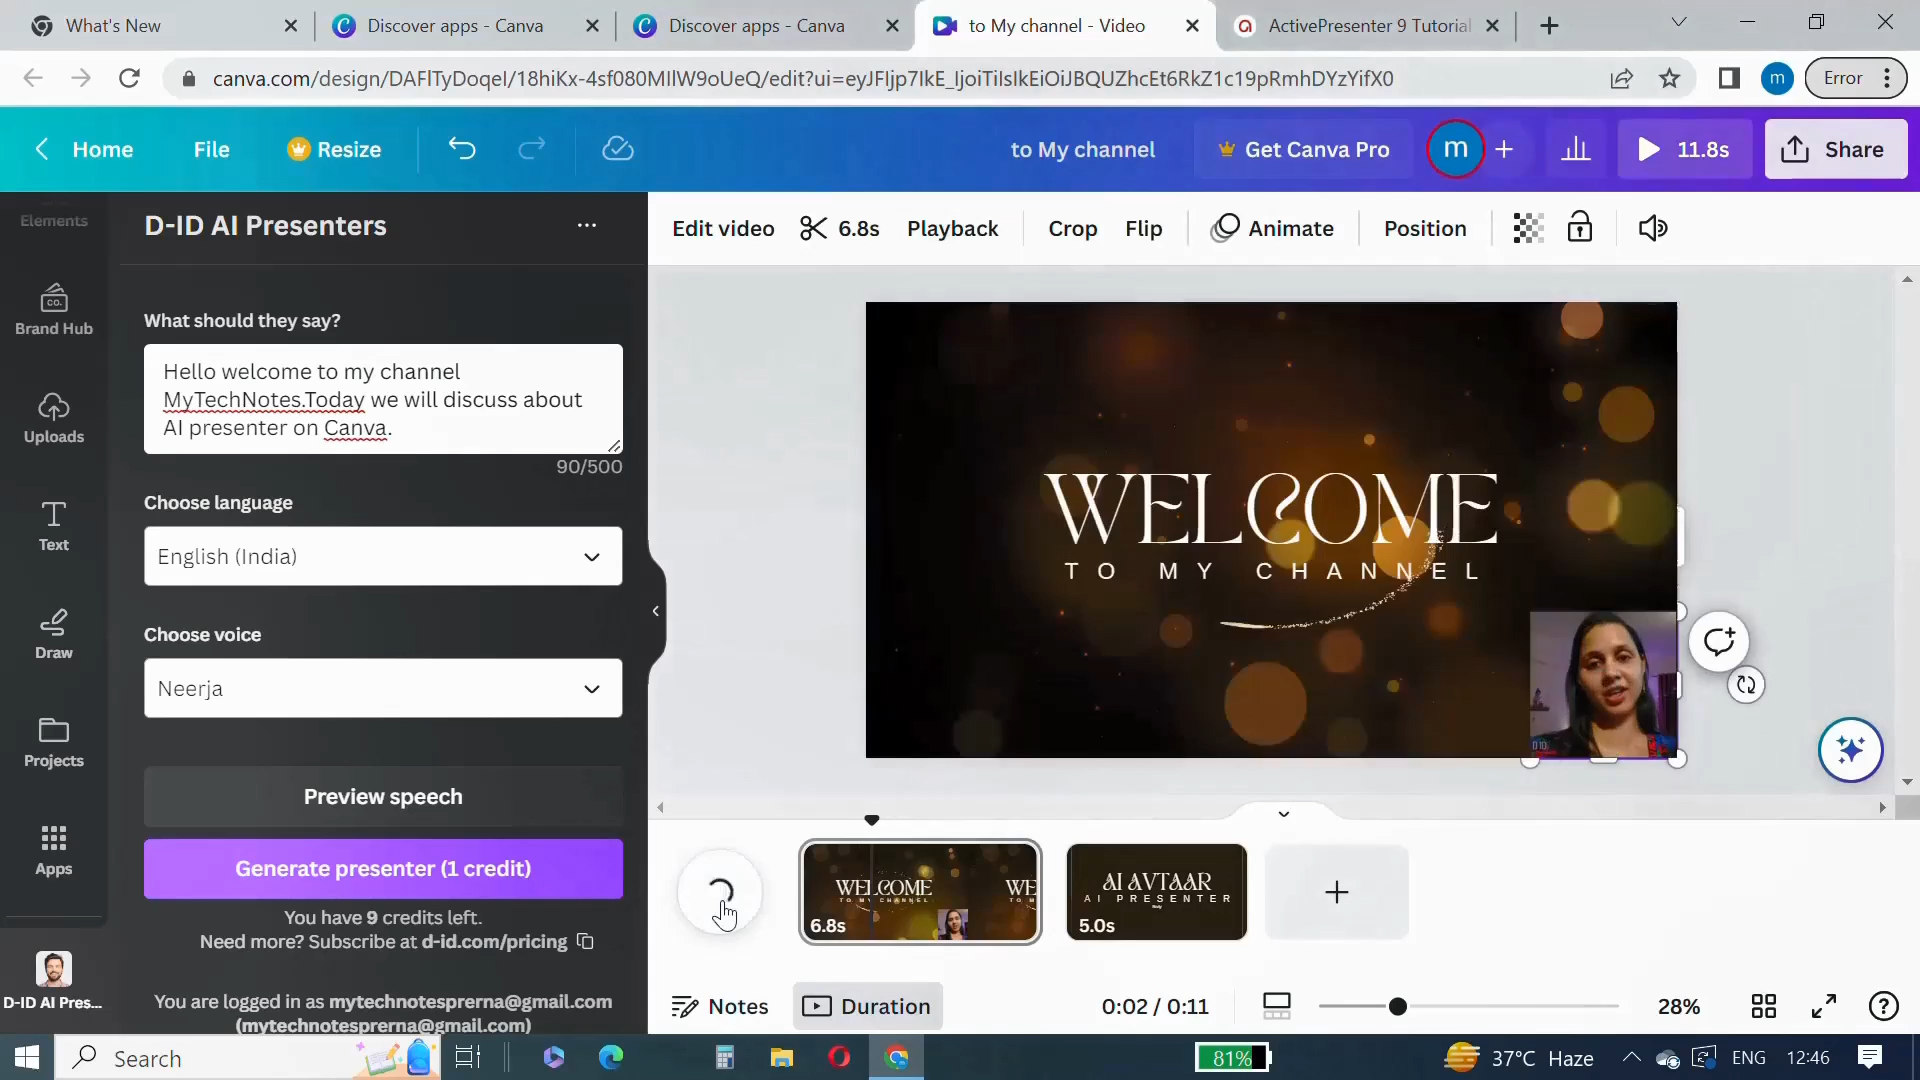 What's New
Discover apps - Canva
Discover apps - Canva
to My channel - Video
ActivePresenter 9 Tutorial
canva.com/design/DAFlTyDoqeI/18hiKx-4sf080MIlW9oUeQ/edit?ui=eyJFIjp7IkE_IjoiTiIsIkEiOiJBQUZhcEt6RkZ1c19pRmhDYzYifX0
m
Error
Home
File
Resize
to My channel
Get Canva Pro
m
11.8s
Share
Elements
Brand Hub
Uploads
Text
Draw
Projects
Apps
D-ID AI Pres...
D-ID AI Presenters
What should they say?
Hello welcome to my channel
MyTechNotes.Today we will discuss about
AI presenter on Canva.
90/500
Choose language
English (India)
Choose voice
Neerja
Preview speech
Generate presenter (1 credit)
You have 9 credits left.
Need more? Subscribe at d-id.com/pricing
You are logged in as mytechnotesprerna@gmail.com
(mytechnotesprerna@gmail.com)
Edit video
6.8s
Playback
Crop
Flip
Animate
Position
WELCOME
TO MY CHANNEL
WELCOME
TO MY CHANNEL
6.8s
AI AVTAAR
AI PRESENTER
5.0s
Notes
Duration
0:02 / 0:11
28%
Search
81%
37°C Haze
ENG
12:46